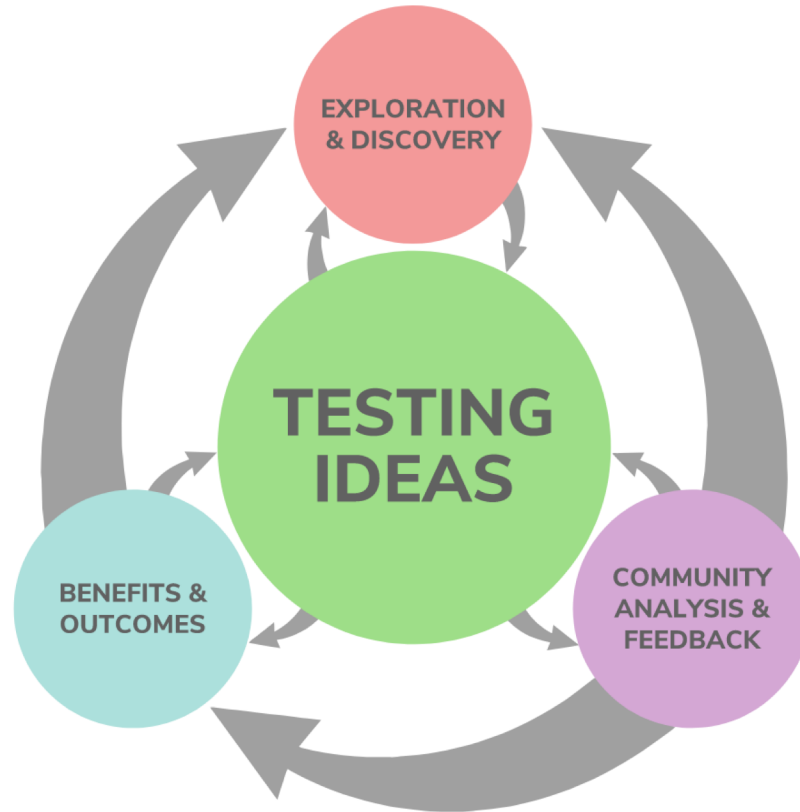 EXPLORATION
& DISCOVERY
TESTING
IDEAS
BENEFITS &
OUTCOMES
COMMUNITY
ANALYSIS &
FEEDBACK